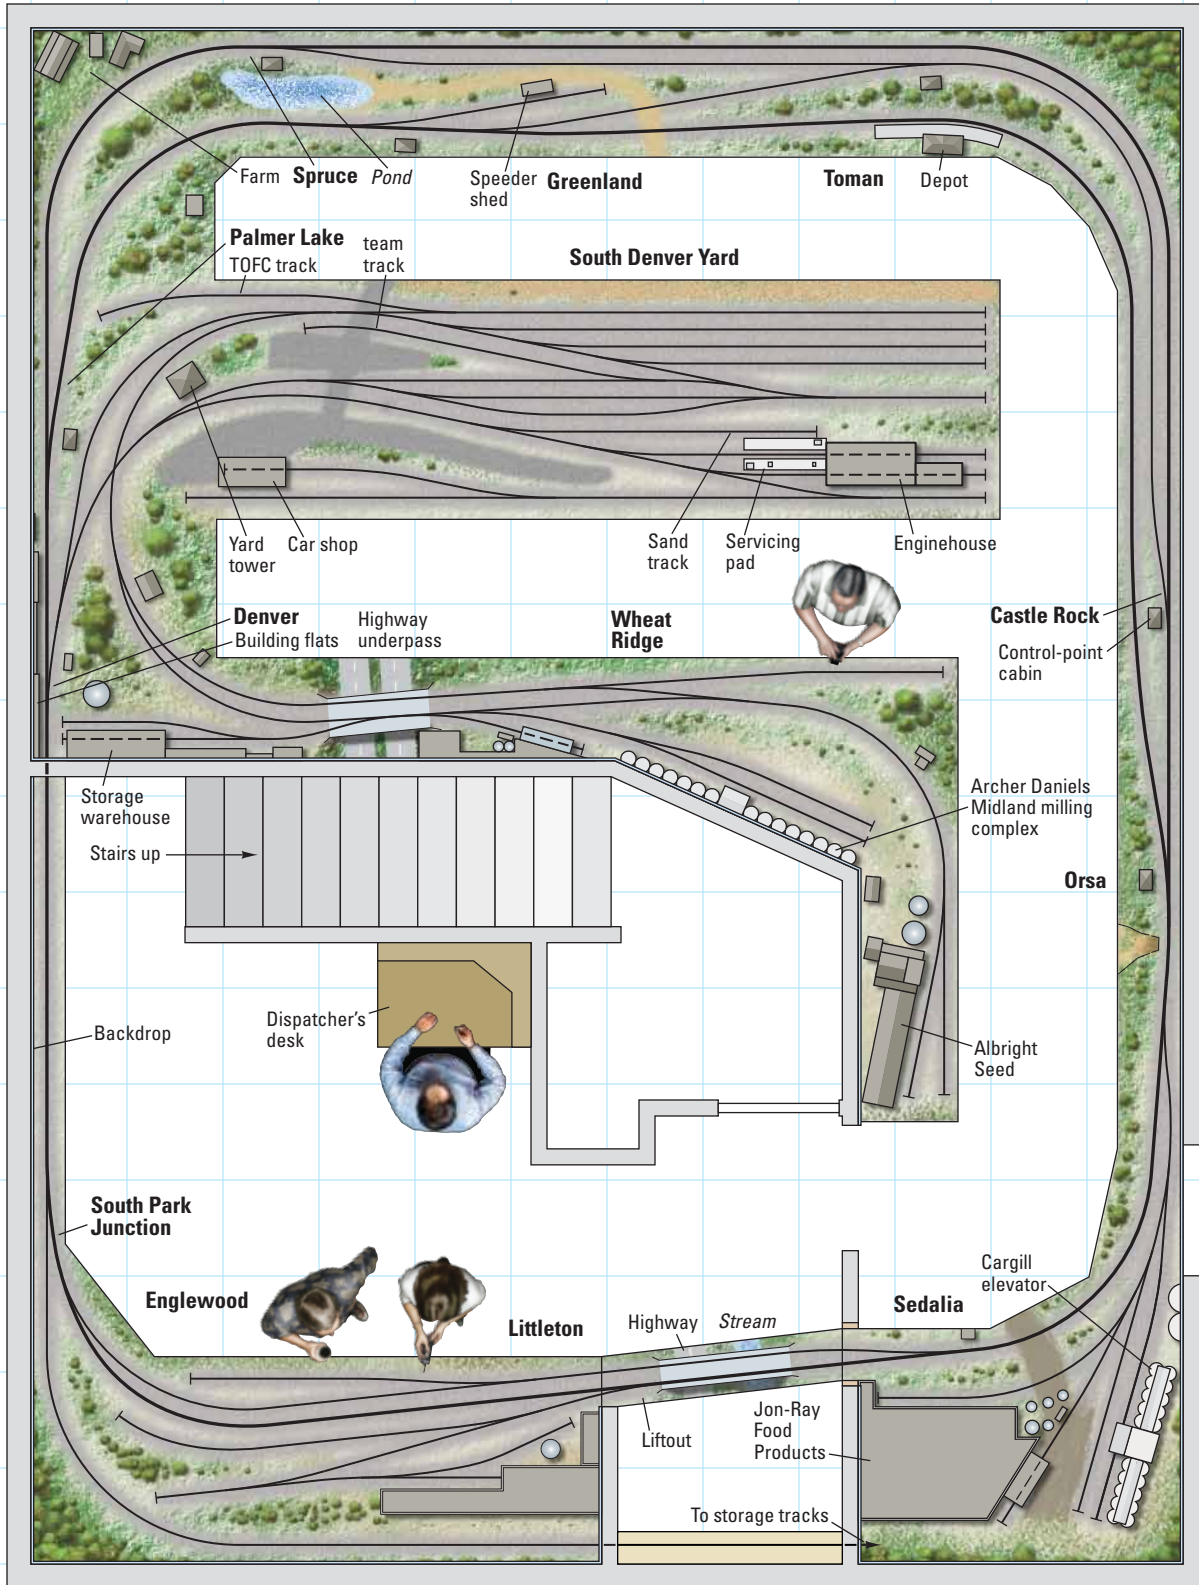 Farm
Spruce
Pond
Speeder
shed
Greenland
Toman
Depot
Palmer Lake
TOFC track
team
track
South Denver Yard
Yard
tower
Car shop
Sand
track
Servicing
pad
Enginehouse
Denver
Building flats
Highway
underpass
Wheat
Ridge
Castle Rock
Control-point
cabin
Storage
warehouse
Stairs up
Archer Daniels
Midland milling
complex
Orsa
Backdrop
Dispatcher's
desk
Albright
Seed
South Park
Junction
Englewood
Littleton
Highway
Stream
Sedalia
Cargill
elevator
Liftout
Jon-Ray
Food
Products
To storage tracks